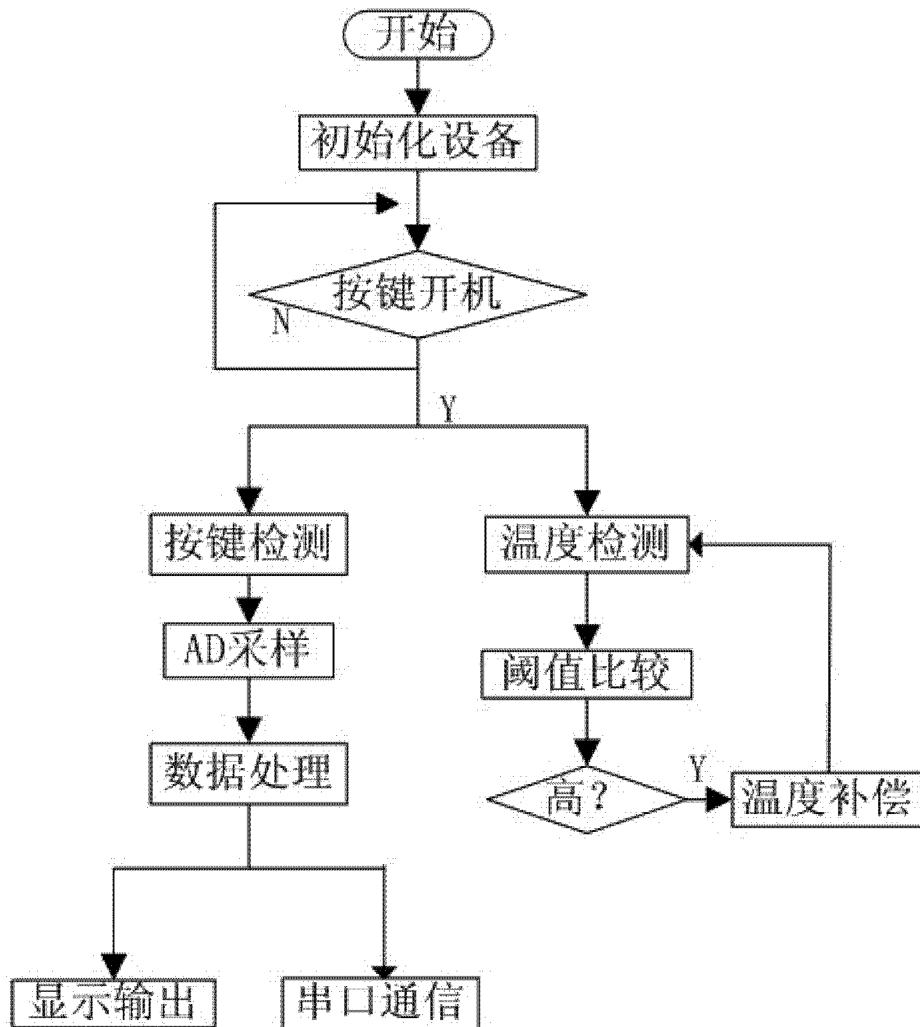 开始
初始化设备
按键开机
N
Y
按键检测
温度检测
AD采样
阈值比较
数据处理
高?
Y
温度补偿
显示输出
串口通信